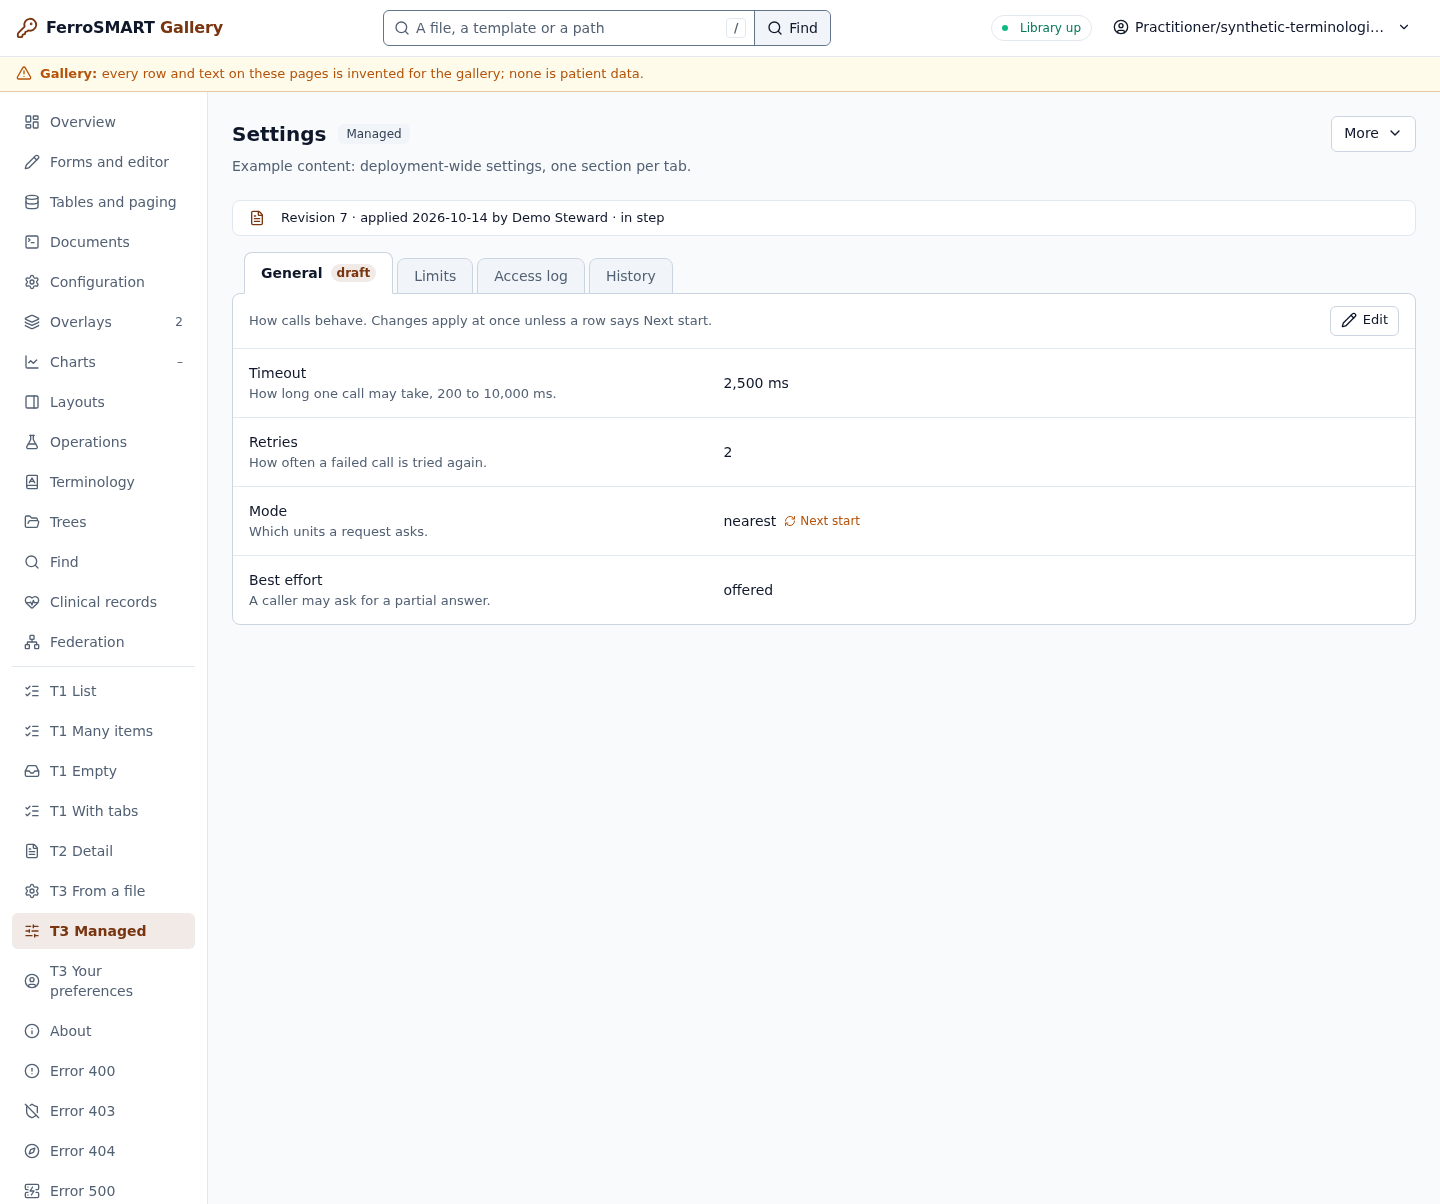 FerroSMART Gallery
A file, a template or a path
/
Find
Library up
Practitioner/synthetic-terminologi…
Gallery: every row and text on these pages is invented for the gallery; none is patient data.
Overview
Forms and editor
Tables and paging
Documents
Configuration
Overlays 2
Charts –
Layouts
Operations
Terminology
Trees
Find
Clinical records
Federation
T1 List
T1 Many items
T1 Empty
T1 With tabs
T2 Detail
T3 From a file
T3 Managed
T3 Your
preferences
About
Error 400
Error 403
Error 404
Error 500
Settings Managed
More
Example content: deployment-wide settings, one section per tab.
Revision 7 · applied 2026-10-14 by Demo Steward · in step
General draft
Limits
Access log
History
How calls behave. Changes apply at once unless a row says Next start.
Edit
Timeout
How long one call may take, 200 to 10,000 ms.
2,500 ms
Retries
How often a failed call is tried again.
2
Mode
Which units a request asks.
nearest Next start
Best effort
A caller may ask for a partial answer.
offered